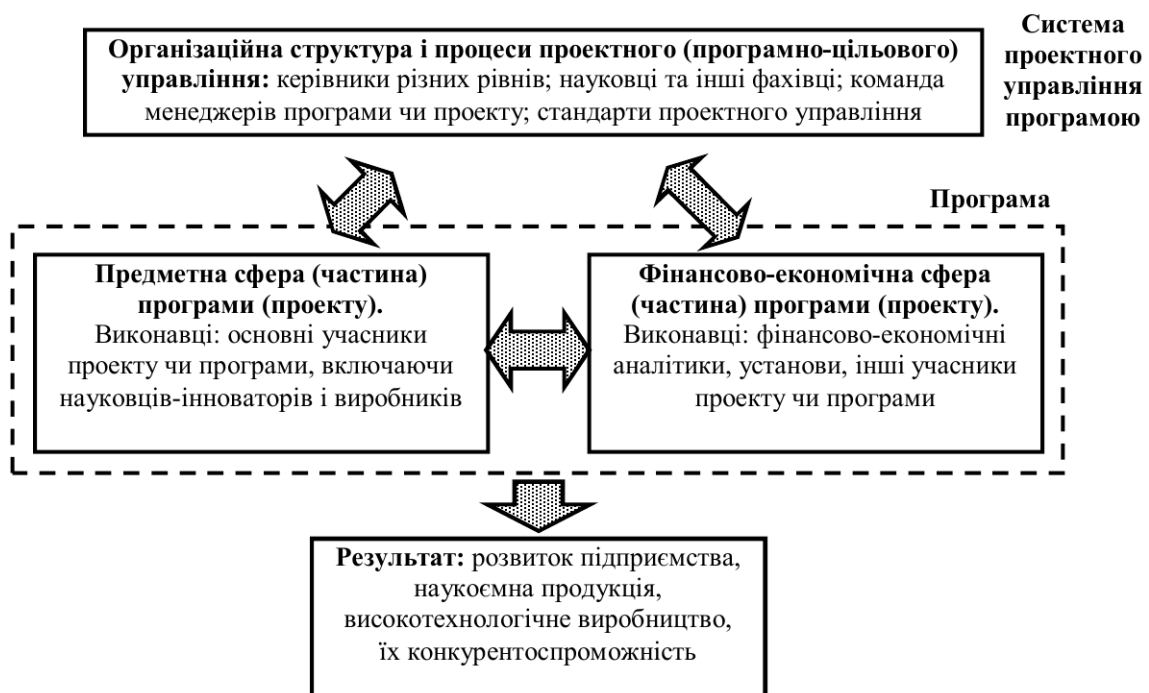 Організаційна структура і процеси проектного (програмно-цільового)
управління: керівники різних рівнів; науковці та інші фахівці; команда
менеджерів програми чи проекту; стандарти проектного управління
Система
проектного
управління
програмою
Програма
Предметна сфера (частина)
програми (проекту).
Виконавці: основні учасники
проекту чи програми, включаючи
науковців-інноваторів і виробників
Фінансово-економічна сфера
(частина) програми (проекту).
Виконавці: фінансово-економічні
аналітики, установи, інші учасники
проекту чи програми
Результат: розвиток підприємства,
наукоємна продукція,
високотехнологічне виробництво,
їх конкурентоспроможність